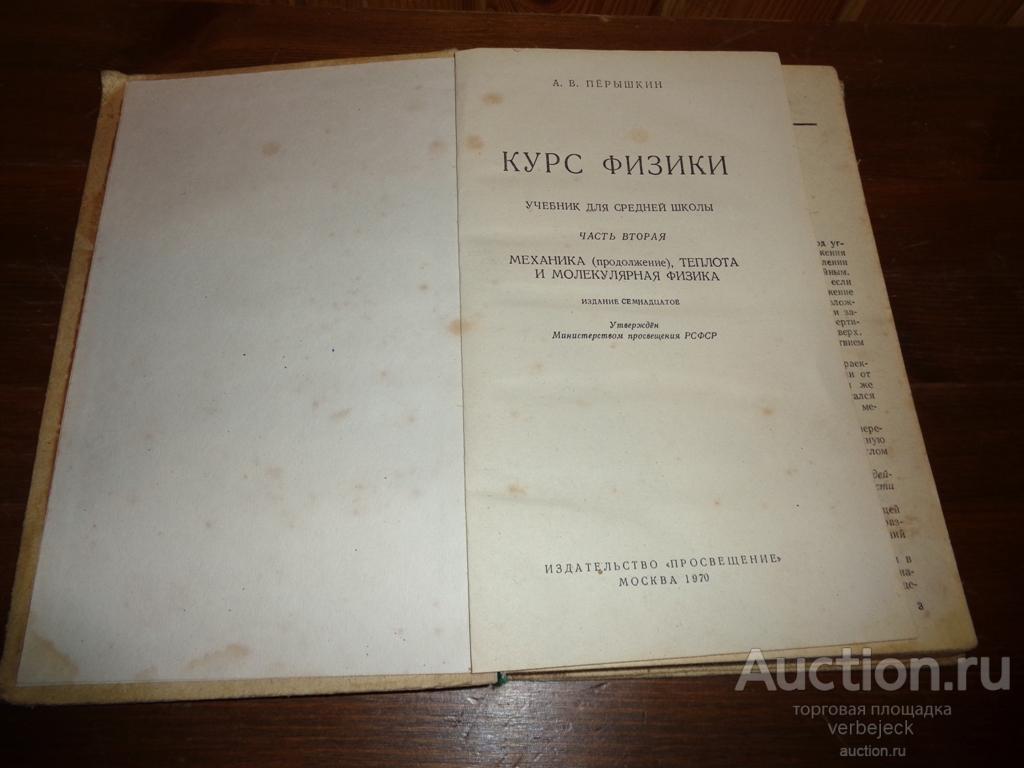 А. В. ПЁРЫШКИН
КУРС ФИЗИКИ
УЧЕБНИК ДЛЯ СРЕДНЕЙ ШКОЛЫ
ЧАСТЬ ВТОРАЯ
МЕХАНИКА (продолжение), ТЕПЛОТА
И МОЛЕКУЛЯРНАЯ ФИЗИКА
ИЗДАНИЕ СЕМНАДЦАТОЕ
Утверждён
Министерством просвещения РСФСР
ИЗДАТЕЛЬСТВО «ПРОСВЕЩЕНИЕ»
МОСКВА 1970
3
Auction.ru
торговая площадка
verbejeck
auction.ru